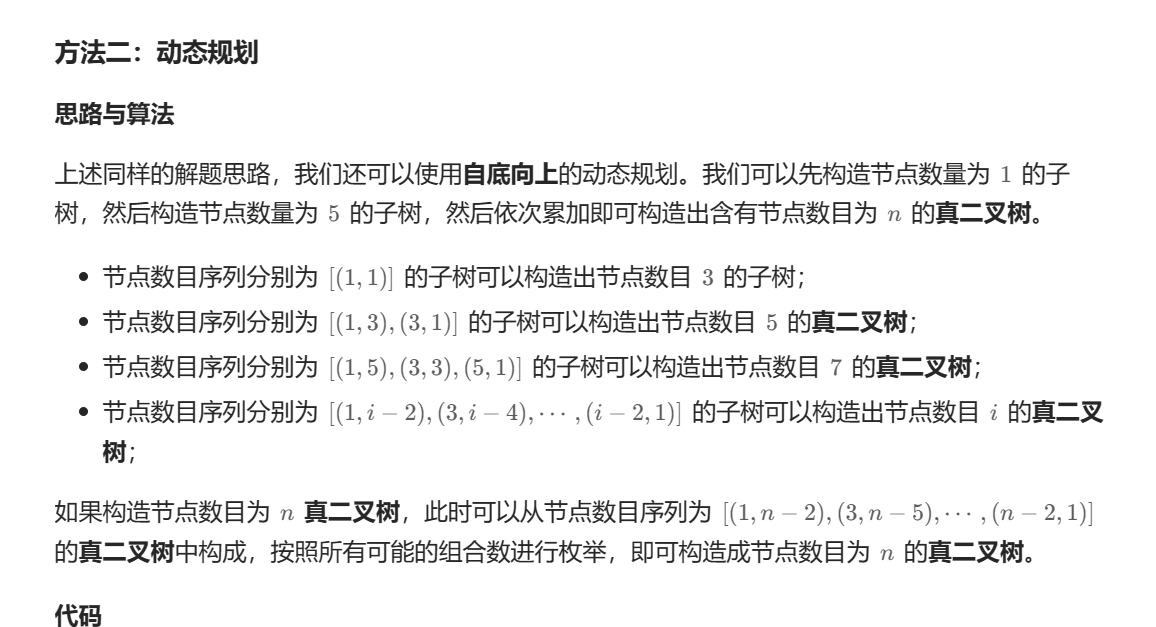 方法二：动态规划
思路与算法
上述同样的解题思路，我们还可以使用自底向上的动态规划。我们可以先构造节点数量为 1 的子
树，然后构造节点数量为 5 的子树，然后依次累加即可构造出含有节点数目为 n 的真二叉树。
• 节点数目序列分别为 [(1, 1)] 的子树可以构造出节点数目 3 的子树；
• 节点数目序列分别为 [(1, 3), (3, 1)] 的子树可以构造出节点数目 5 的真二叉树；
• 节点数目序列分别为 [(1, 5), (3, 3), (5, 1)] 的子树可以构造出节点数目 7 的真二叉树；
• 节点数目序列分别为 [(1, i − 2), (3, i − 4), ⋯ , (i − 2, 1)] 的子树可以构造出节点数目 i 的真二叉
树；
如果构造节点数目为 n 真二叉树，此时可以从节点数目序列为 [(1, n − 2), (3, n − 5), ⋯ , (n − 2, 1)]
的真二叉树中构成，按照所有可能的组合数进行枚举，即可构造成节点数目为 n 的真二叉树。
代码